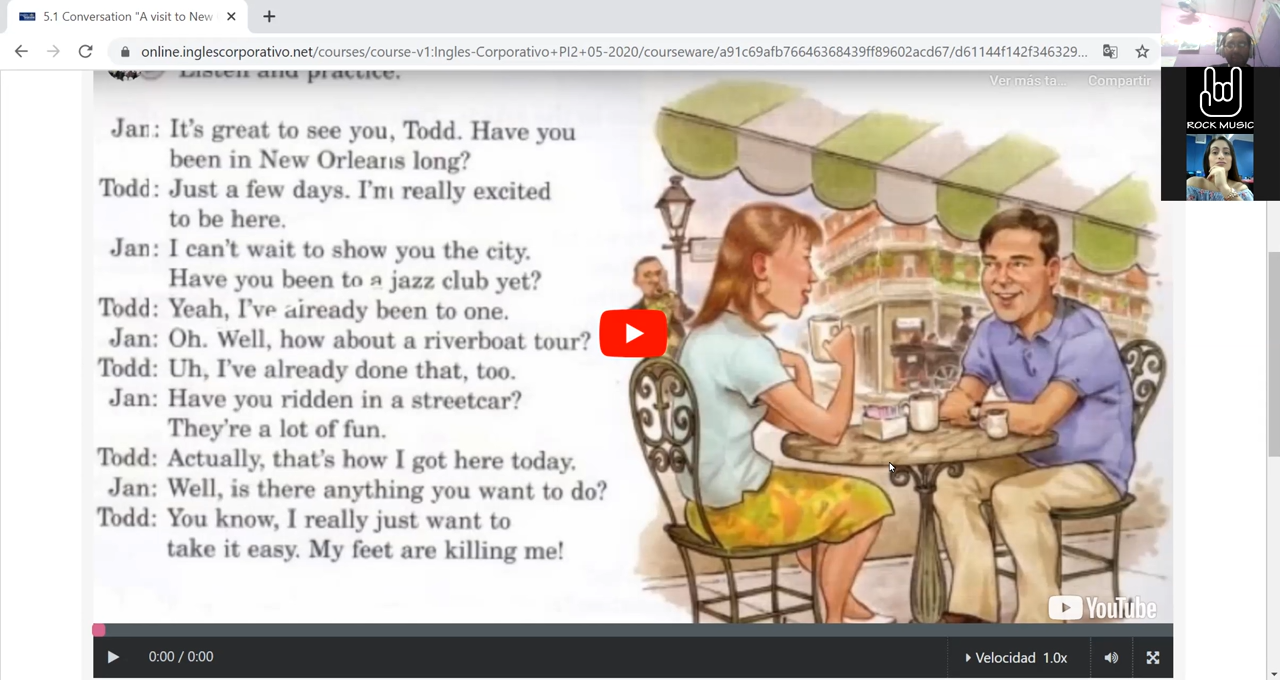 5.1 Conversation "A visit to New
online.inglescorporativo.net/courses/course-v1:Ingles-Corporativo+PI2+05-2020/courseware/a91c69afb76646368439ff89602acd67/d61144f142f346329...
Listen and practice.
Ver más ta...
Compartir
ROCK MUSIC
Jan: It's great to see you, Todd. Have you
been in New Orleans long?
Todd: Just a few days. I'm really excited
to be here.
Jan: I can't wait to show you the city.
Have you been to a jazz club yet?
Todd: Yeah, I've already been to one.
Jan: Oh. Well, how about a riverboat tour?
Todd: Uh, I've already done that, too.
Jan: Have you ridden in a streetcar?
They're a lot of fun.
Todd: Actually, that's how I got here today.
Jan: Well, is there anything you want to do?
Todd: You know, I really just want to
take it easy. My feet are killing me!
YouTube
0:00 / 0:00
Velocidad 1.0x